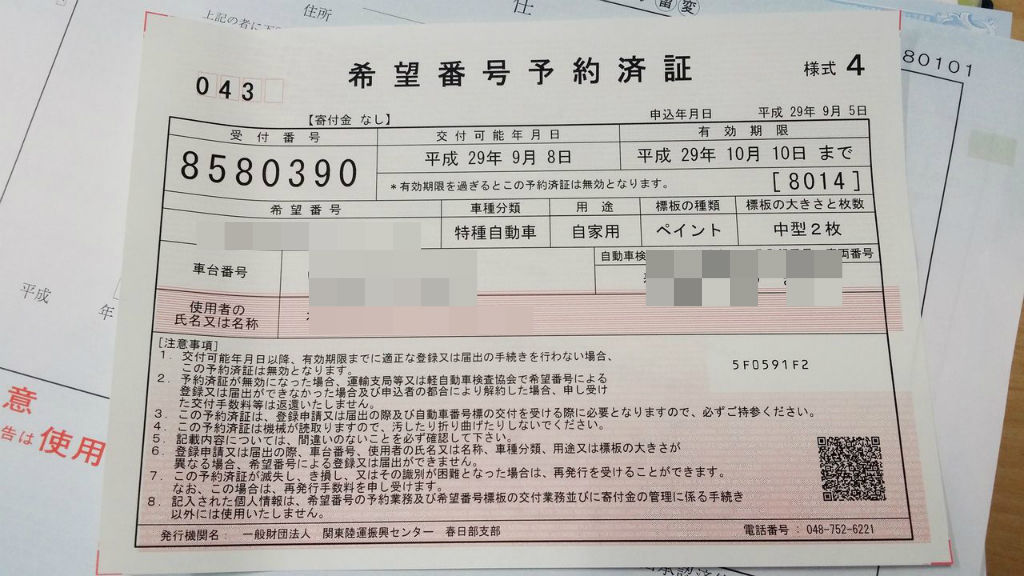 住所
上記の者に
仕
留 変
80101
043
希望番号予約済証
様式 4
【寄付金 なし】
申込年月日 平成 29年 9月 5日
受付番号
交付可能年月日
有効期限
8580390
平成 29年 9月 8日
平成 29年 10月 10日 まで
*有効期限を過ぎるとこの予約済証は無効となります。
[8014]
希望番号
車種分類
用途
標板の種類
標板の大きさと枚数
特種自動車
自家用
ペイント
中型2枚
車台番号
自動車検
番号
使用者の
氏名又は名称
平成 年
[注意事項]
1. 交付可能年月日以降、有効期限までに適正な登録又は届出の手続きを行わない場合、
この予約済証は無効となります。
2. 予約済証が無効になった場合、運輸支局等又は軽自動車検査協会で希望番号による
登録又は届出ができなかった場合及び申込者の都合により解約した場合、申し受け
た交付手数料等は返還いたしません。
3. この予約済証は、登録申請又は届出の際及び自動車番号標の交付を受ける際に必要となりますので、必ずご持参ください。
4. この予約済証は機械が読取りますので、汚したり折り曲げたりしないでください。
5. 記載内容については、間違いのないことを必ず確認して下さい。
6. 登録申請又は届出の際、車台番号、使用者の氏名又は名称、車種分類、用途又は標板の大きさが
異なる場合、希望番号による登録又は届出ができません。
7. この予約済証が滅失し、き損し、又はその識別が困難となった場合は、再発行を受けることができます。
なお、この場合は、再発行手数料を申し受けます。
8. 記入された個人情報は、希望番号の予約業務及び希望番号標板の交付業務並びに寄付金の管理に係る手続き
以外には使用いたしません。
5F0591F2
意
告は使用
発行機関名: 一般財団法人 関東陸運振興センター 春日部支部
電話番号 : 048-752-6221